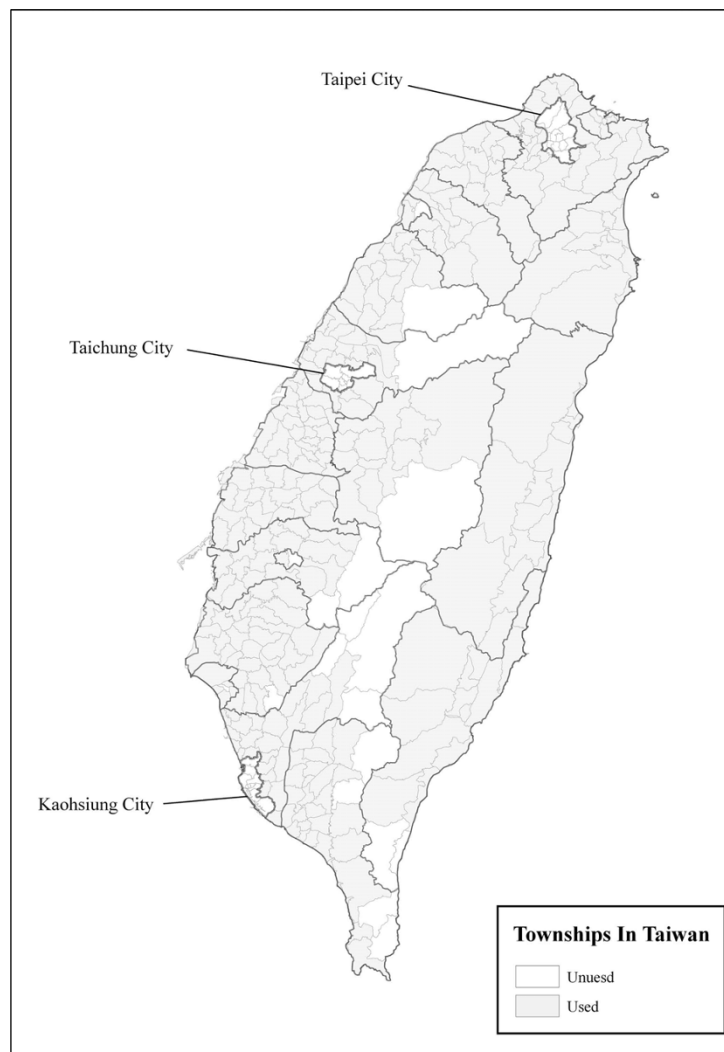 Taipei City
Taichung City
Kaohsiung City
Townships In Taiwan
Unuesd
Used